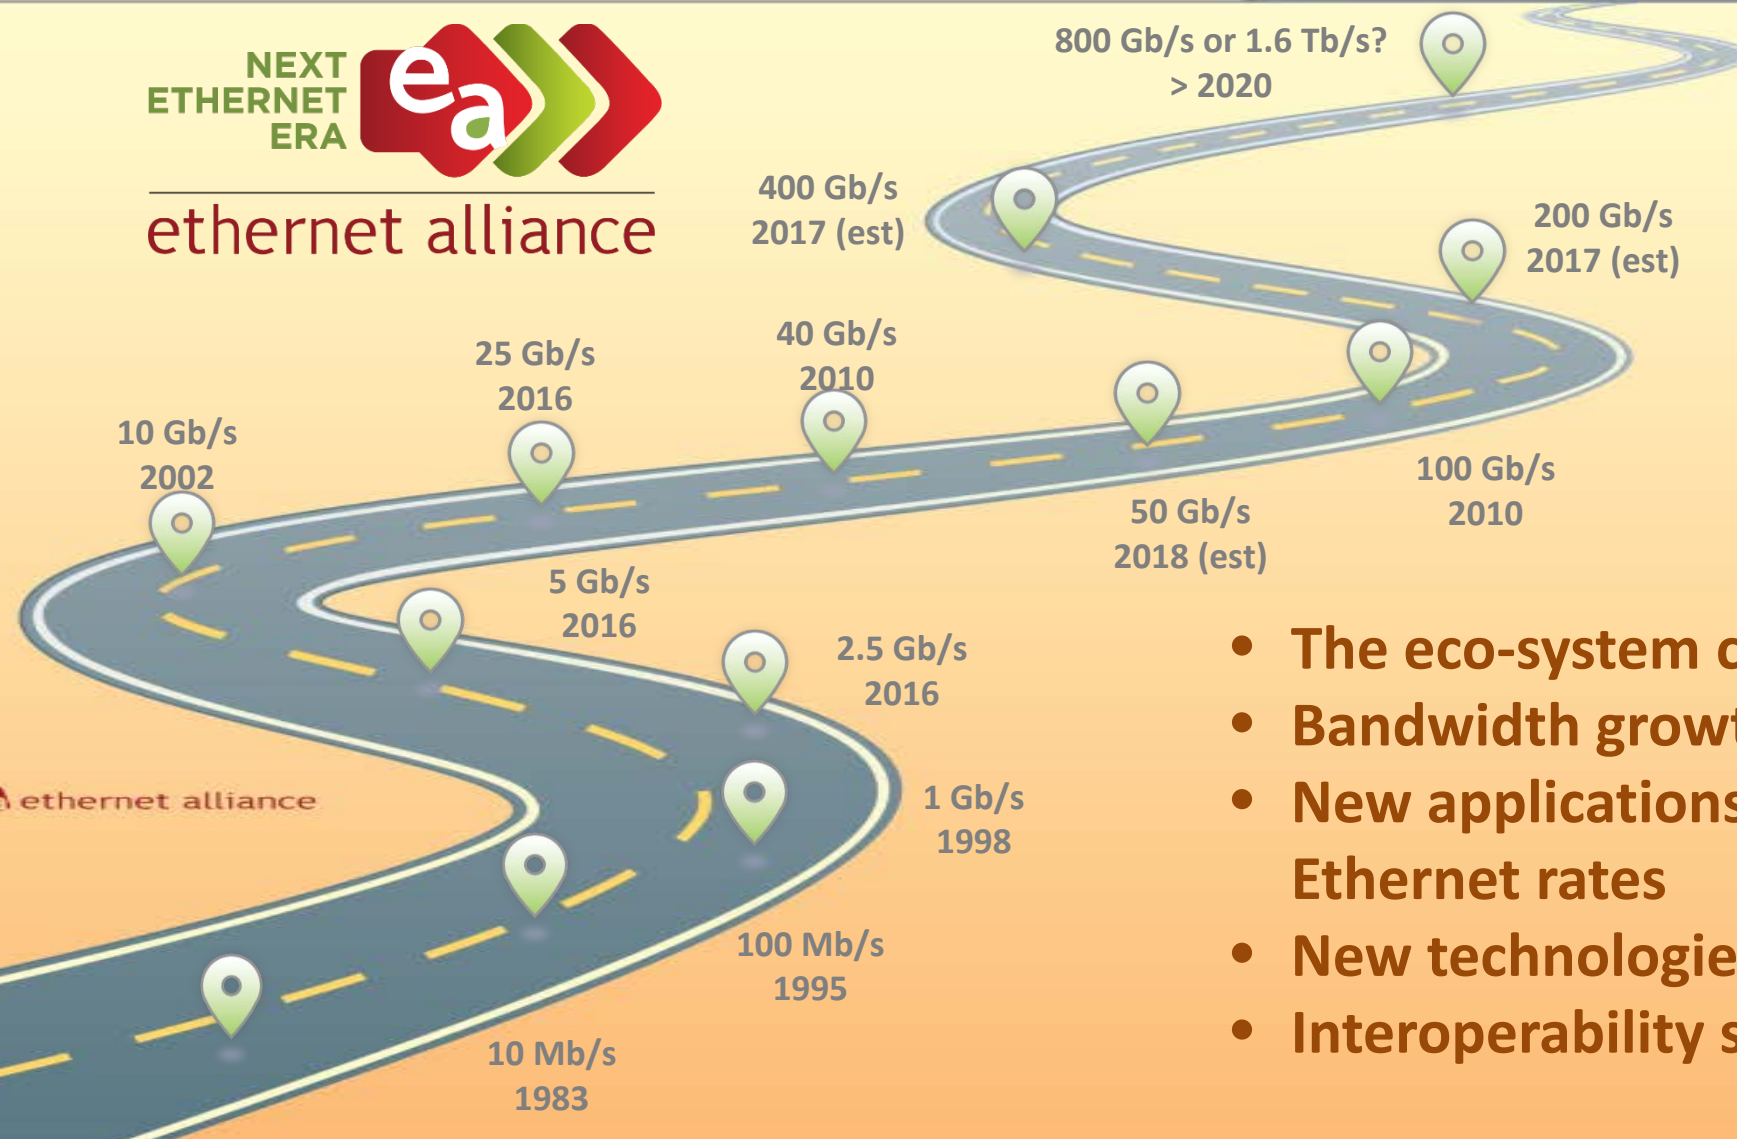 NEXT
ETHERNET
ERA
ea
ethernet alliance
800 Gb/s or 1.6 Tb/s?
> 2020
400 Gb/s
2017 (est)
200 Gb/s
2017 (est)
40 Gb/s
2010
25 Gb/s
2016
10 Gb/s
2002
100 Gb/s
2010
50 Gb/s
2018 (est)
5 Gb/s
2016
2.5 Gb/s
2016
1 Gb/s
1998
ethernet alliance
100 Mb/s
1995
10 Mb/s
1983
• The eco-system
• Bandwidth
• New applications
Ethernet rates
• New
• Interoperability